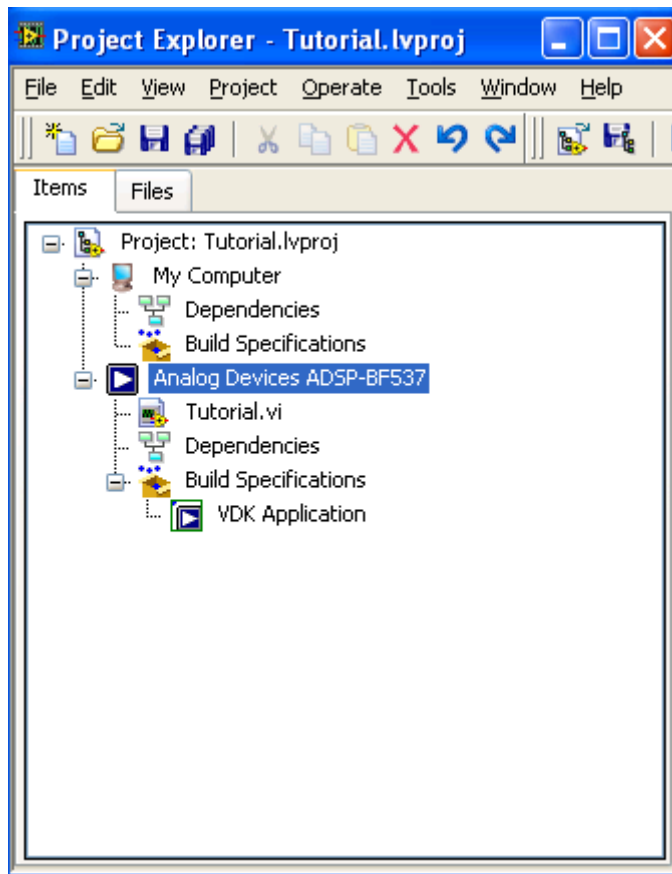 Project Explorer - Tutorial.lvproj
File Edit View Project Operate Tools Window Help
Items Files
Project: Tutorial.lvproj
My Computer
Dependencies
Build Specifications
Analog Devices ADSP-BF537
Tutorial.vi
Dependencies
Build Specifications
VDK Application